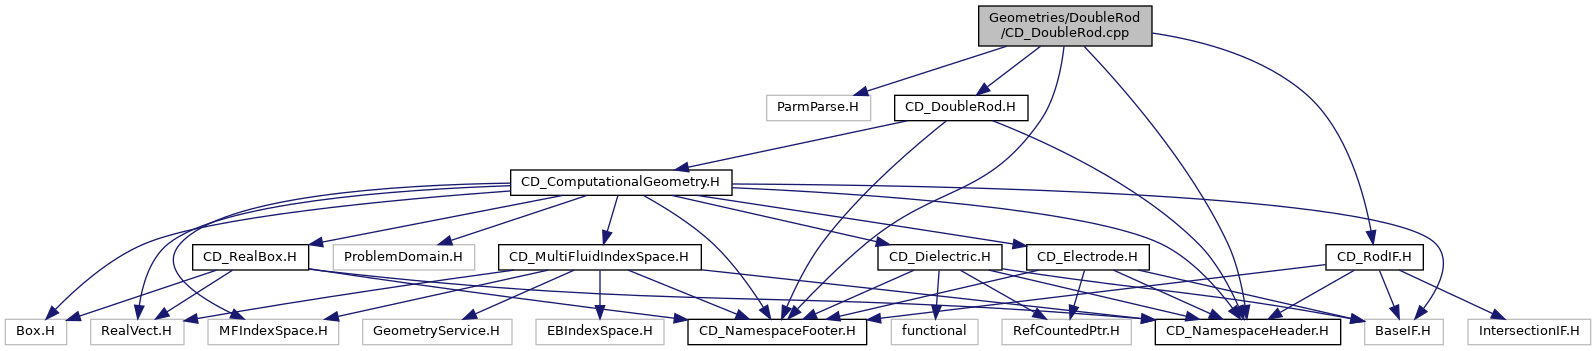 Geometries/DoubleRod
/CD_DoubleRod.cpp
ParmParse.H
CD_DoubleRod.H
CD_ComputationalGeometry.H
CD_RealBox.H
ProblemDomain.H
CD_MultiFluidIndexSpace.H
CD_Dielectric.H
CD_Electrode.H
CD_RodIF.H
Box.H
RealVect.H
MFIndexSpace.H
GeometryService.H
EBIndexSpace.H
CD_NamespaceFooter.H
functional
RefCountedPtr.H
CD_NamespaceHeader.H
BaseIF.H
IntersectionIF.H